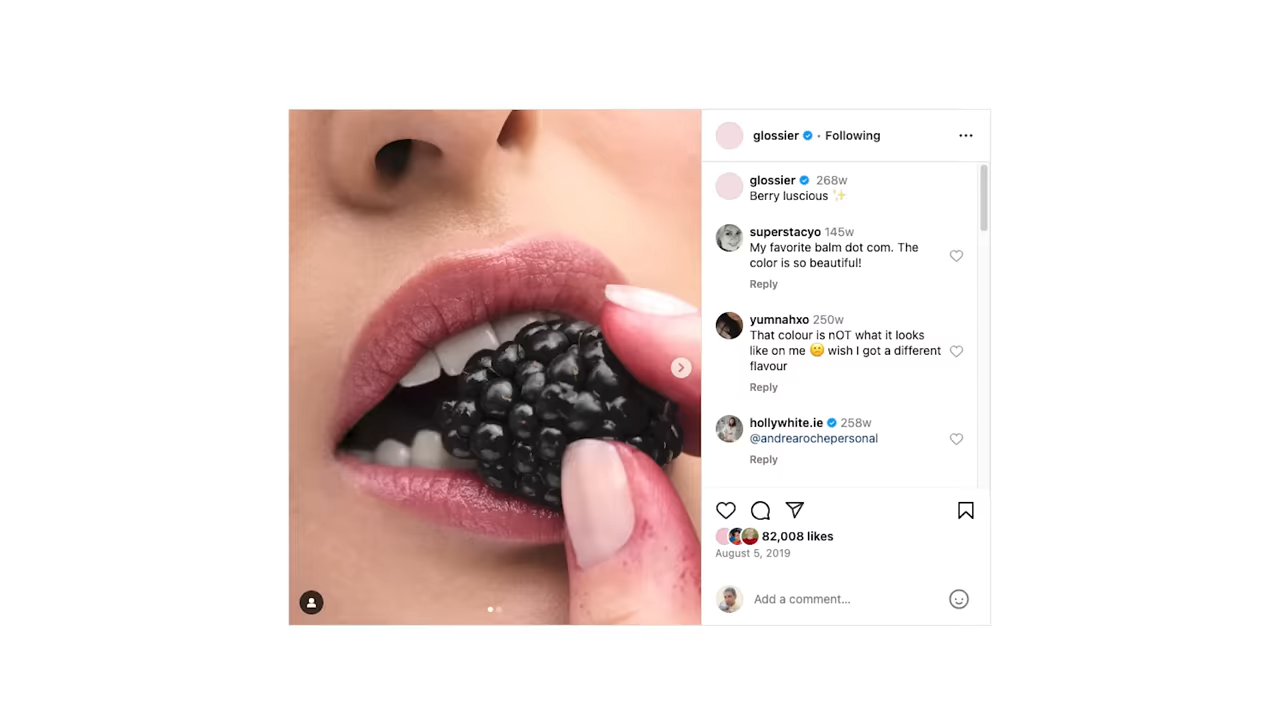 glossier • Following
glossier 268w
Berry luscious ✨
superstacyo 145w
My favorite balm dot com. The
color is so beautiful!
Reply
yumnahxo 250w
That colour is nOT what it looks
like on me 😕 wish I got a different
flavour
Reply
hollywhite.ie 258w
@andrearochepersonal
Reply
82,008 likes
August 5, 2019
Add a comment...